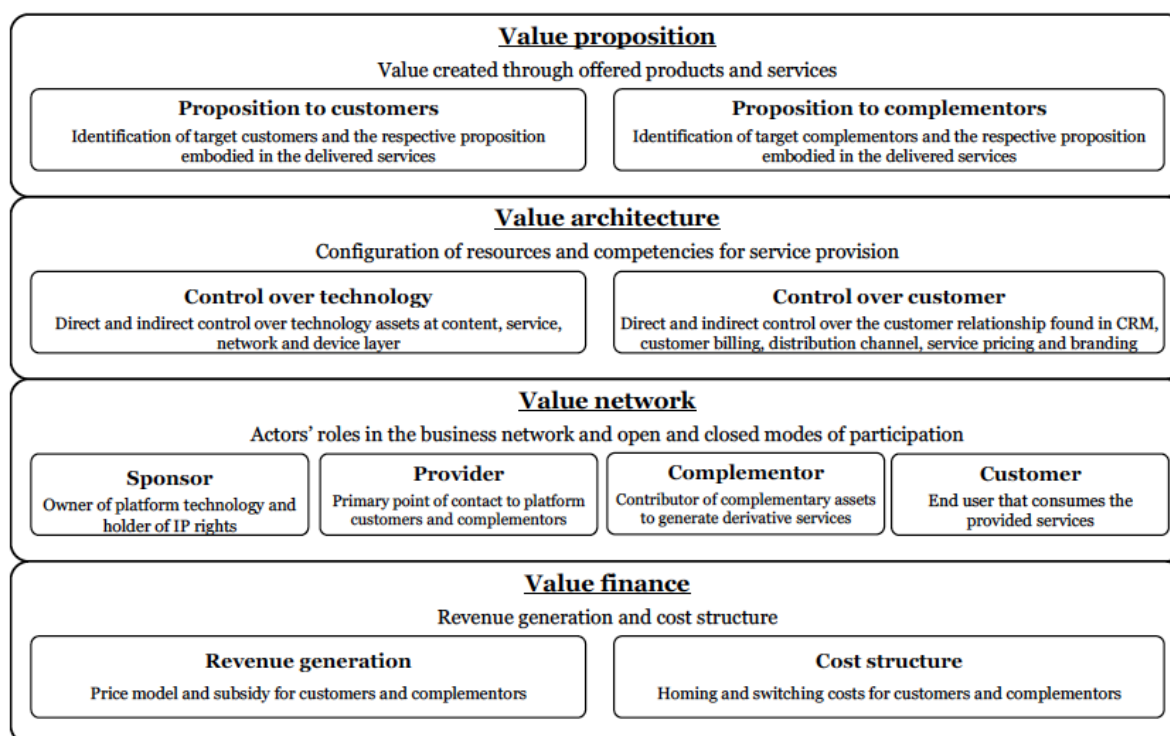 Value proposition
Value created through offered products and services
Proposition to customers
Identification of target customers and the respective proposition
embodied in the delivered services
Proposition to complementors
Identification of target complementors and the respective proposition
embodied in the delivered services
Value architecture
Configuration of resources and competencies for service provision
Control over technology
Direct and indirect control over technology assets at content, service,
network and device layer
Control over customer
Direct and indirect control over the customer relationship found in CRM,
customer billing, distribution channel, service pricing and branding
Value network
Actors' roles in the business network and open and closed modes of participation
Sponsor
Owner of platform technology and
holder of IP rights
Provider
Primary point of contact to platform
customers and complementors
Complementor
Contributor of complementary assets
to generate derivative services
Customer
End user that consumes the
provided services
Value finance
Revenue generation and cost structure
Revenue generation
Price model and subsidy for customers and complementors
Cost structure
Homing and switching costs for customers and complementors